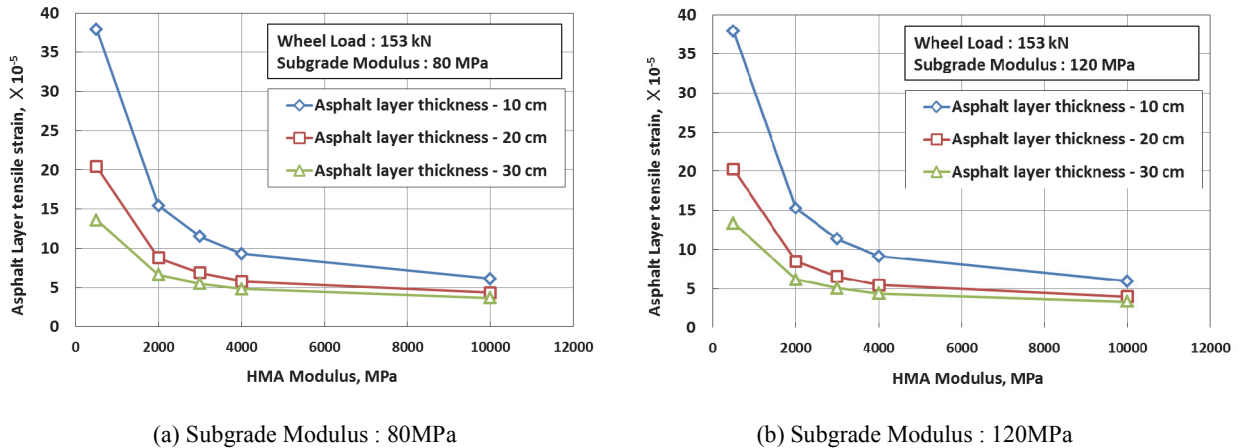 40
35
30
25
20
15
10
5
0
Asphalt Layer tensile strain, X 10-5
Wheel Load : 153 kN
Subgrade Modulus : 80 MPa
Asphalt layer thickness - 10 cm
Asphalt layer thickness - 20 cm
Asphalt layer thickness - 30 cm
0 2000 4000 6000 8000 10000 12000
HMA Modulus, MPa
(a) Subgrade Modulus : 80MPa
40
35
30
25
20
15
10
5
0
Asphalt layer tensile strain, X 10-5
Wheel Load : 153 kN
Subgrade Modulus : 120 MPa
Asphalt layer thickness - 10 cm
Asphalt layer thickness - 20 cm
Asphalt layer thickness - 30 cm
0 2000 4000 6000 8000 10000 12000
HMA Modulus, MPa
(b) Subgrade Modulus : 120MPa